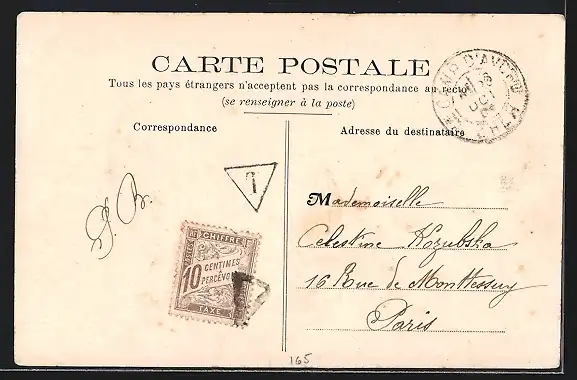 CARTE POSTALE
Tous les pays étrangers n'acceptent pas la correspondance au recto
(se renseigner à la poste)
Correspondance
Adresse du destinataire
T
Mademoiselle
Celestine Kozubska
16 Rue de Monttessuy
Paris
CHIFFRE
10 CENTIMES
À PERCEVOIR
TAXE
T
165